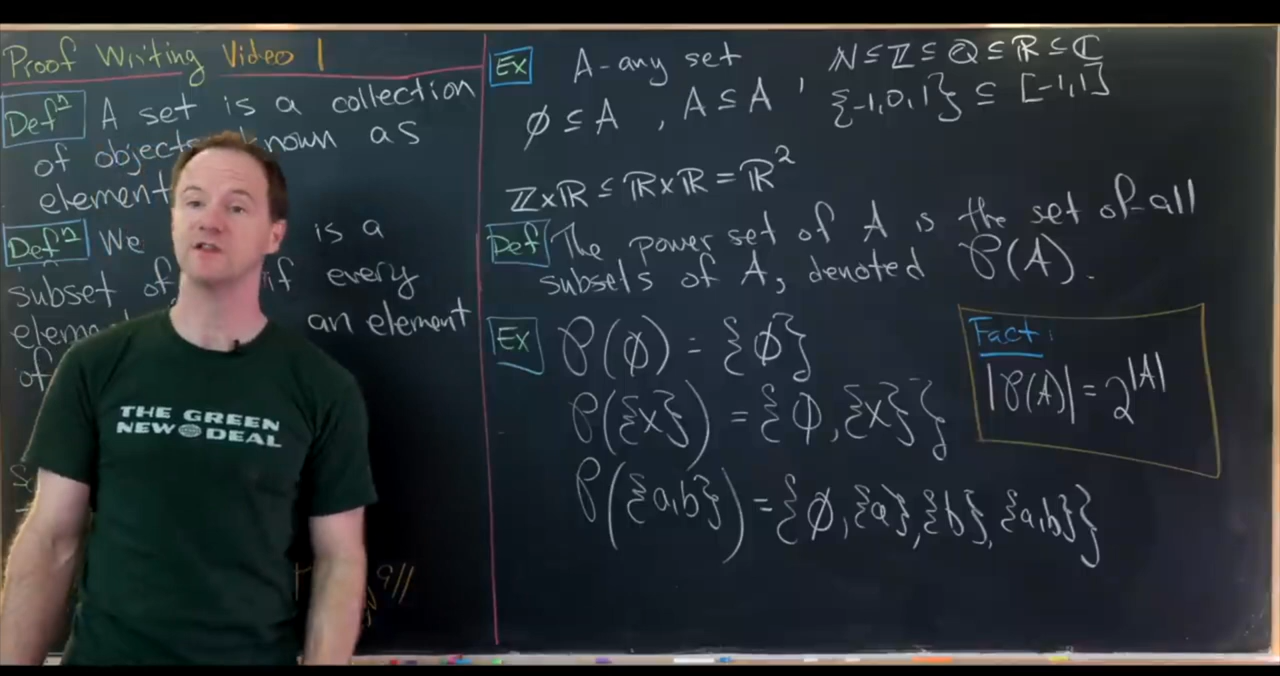 Proof Writing Video 1
Def² A set is a collection
of objects known as
element
Def² We is a
subset of if every
an element
of
THE GREEN
NEW DEAL
Ex A-any set
ℕ⊆ℤ⊆ℚ⊆ℝ⊆ℂ
∅⊆A, A⊆A, {-1,0,1} ⊆ [-1,1]
ℤ×ℝ⊆ℝ×ℝ=ℝ²
Def The power set of A is the set of all
subsets of A, denoted 𝒫(A).
Ex 𝒫(∅) = {∅}
𝒫({x}) = {∅, {x}}
𝒫({a,b}) = {∅, {a}, {b}, {a,b}}
Fact:
|𝒫(A)| = 2^|A|